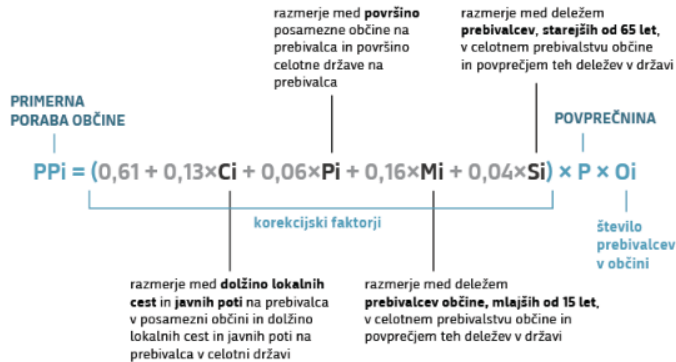 razmerje med površino
posamezne občine na
prebivalca in površino
celotne države na
prebivalca
razmerje med deležem
prebivalcev, starejših od 65 let,
v celotnem prebivalstvu občine
in povprečjem teh deležev v državi
PRIMERNA
PORABA OBČINE
POVPREČNINA
PPi = (0,61 + 0,13×Ci + 0,06×Pi + 0,16×Mi + 0,04×Si) × P × Oi
korekcijski faktorji
število
prebivalcev
v občini
razmerje med dolžino lokalnih
cest in javnih poti na prebivalca
v posamezni občini in dolžino
lokalnih cest in javnih poti na
prebivalca v celotni državi
razmerje med deležem
prebivalcev občine, mlajših od 15 let,
v celotnem prebivalstvu občine in
povprečjem teh deležev v državi